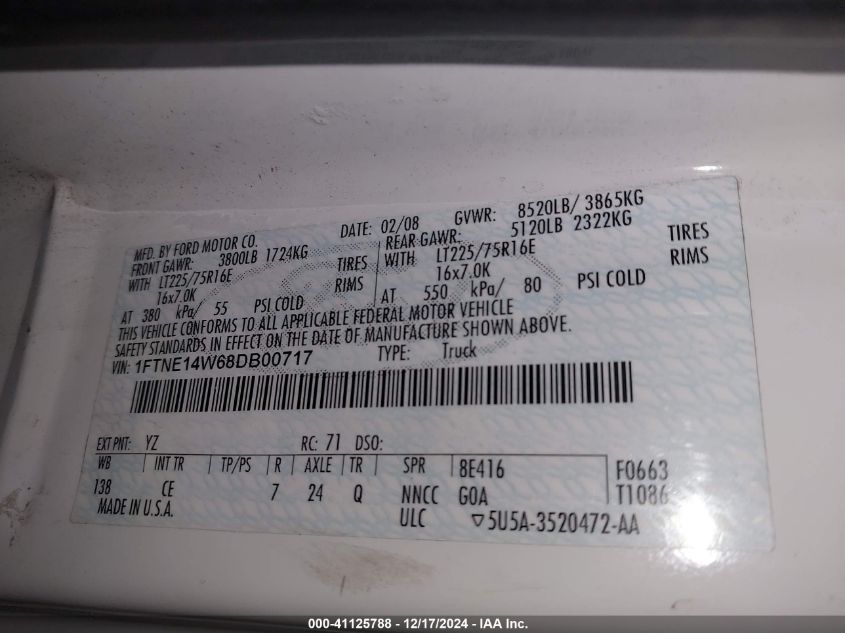 MFD. BY FORD MOTOR CO. DATE: 02/08 GVWR: 8520LB/ 3865KG
FRONT GAWR: 3800LB 1724KG REAR GAWR: 5120LB 2322KG
WITH LT225/75R16E TIRES WITH LT225/75R16E TIRES
16x7.0K RIMS 16x7.0K RIMS
AT 380 kPa/ 55 PSI COLD AT 550 kPa/ 80 PSI COLD
THIS VEHICLE CONFORMS TO ALL APPLICABLE FEDERAL MOTOR VEHICLE
SAFETY STANDARDS IN EFFECT ON THE DATE OF MANUFACTURE SHOWN ABOVE.
VIN: 1FTNE14W68DB00717 TYPE: Truck
EXT PNT: YZ RC: 71 DSO:
WB INT TR TP/PS R AXLE TR SPR 8E416 F0663
138 CE 7 24 Q NNCC GOA T1086
MADE IN U.S.A. ULC ▽5U5A-3520472-AA
000-41125788 - 12/17/2024 - IAA Inc.